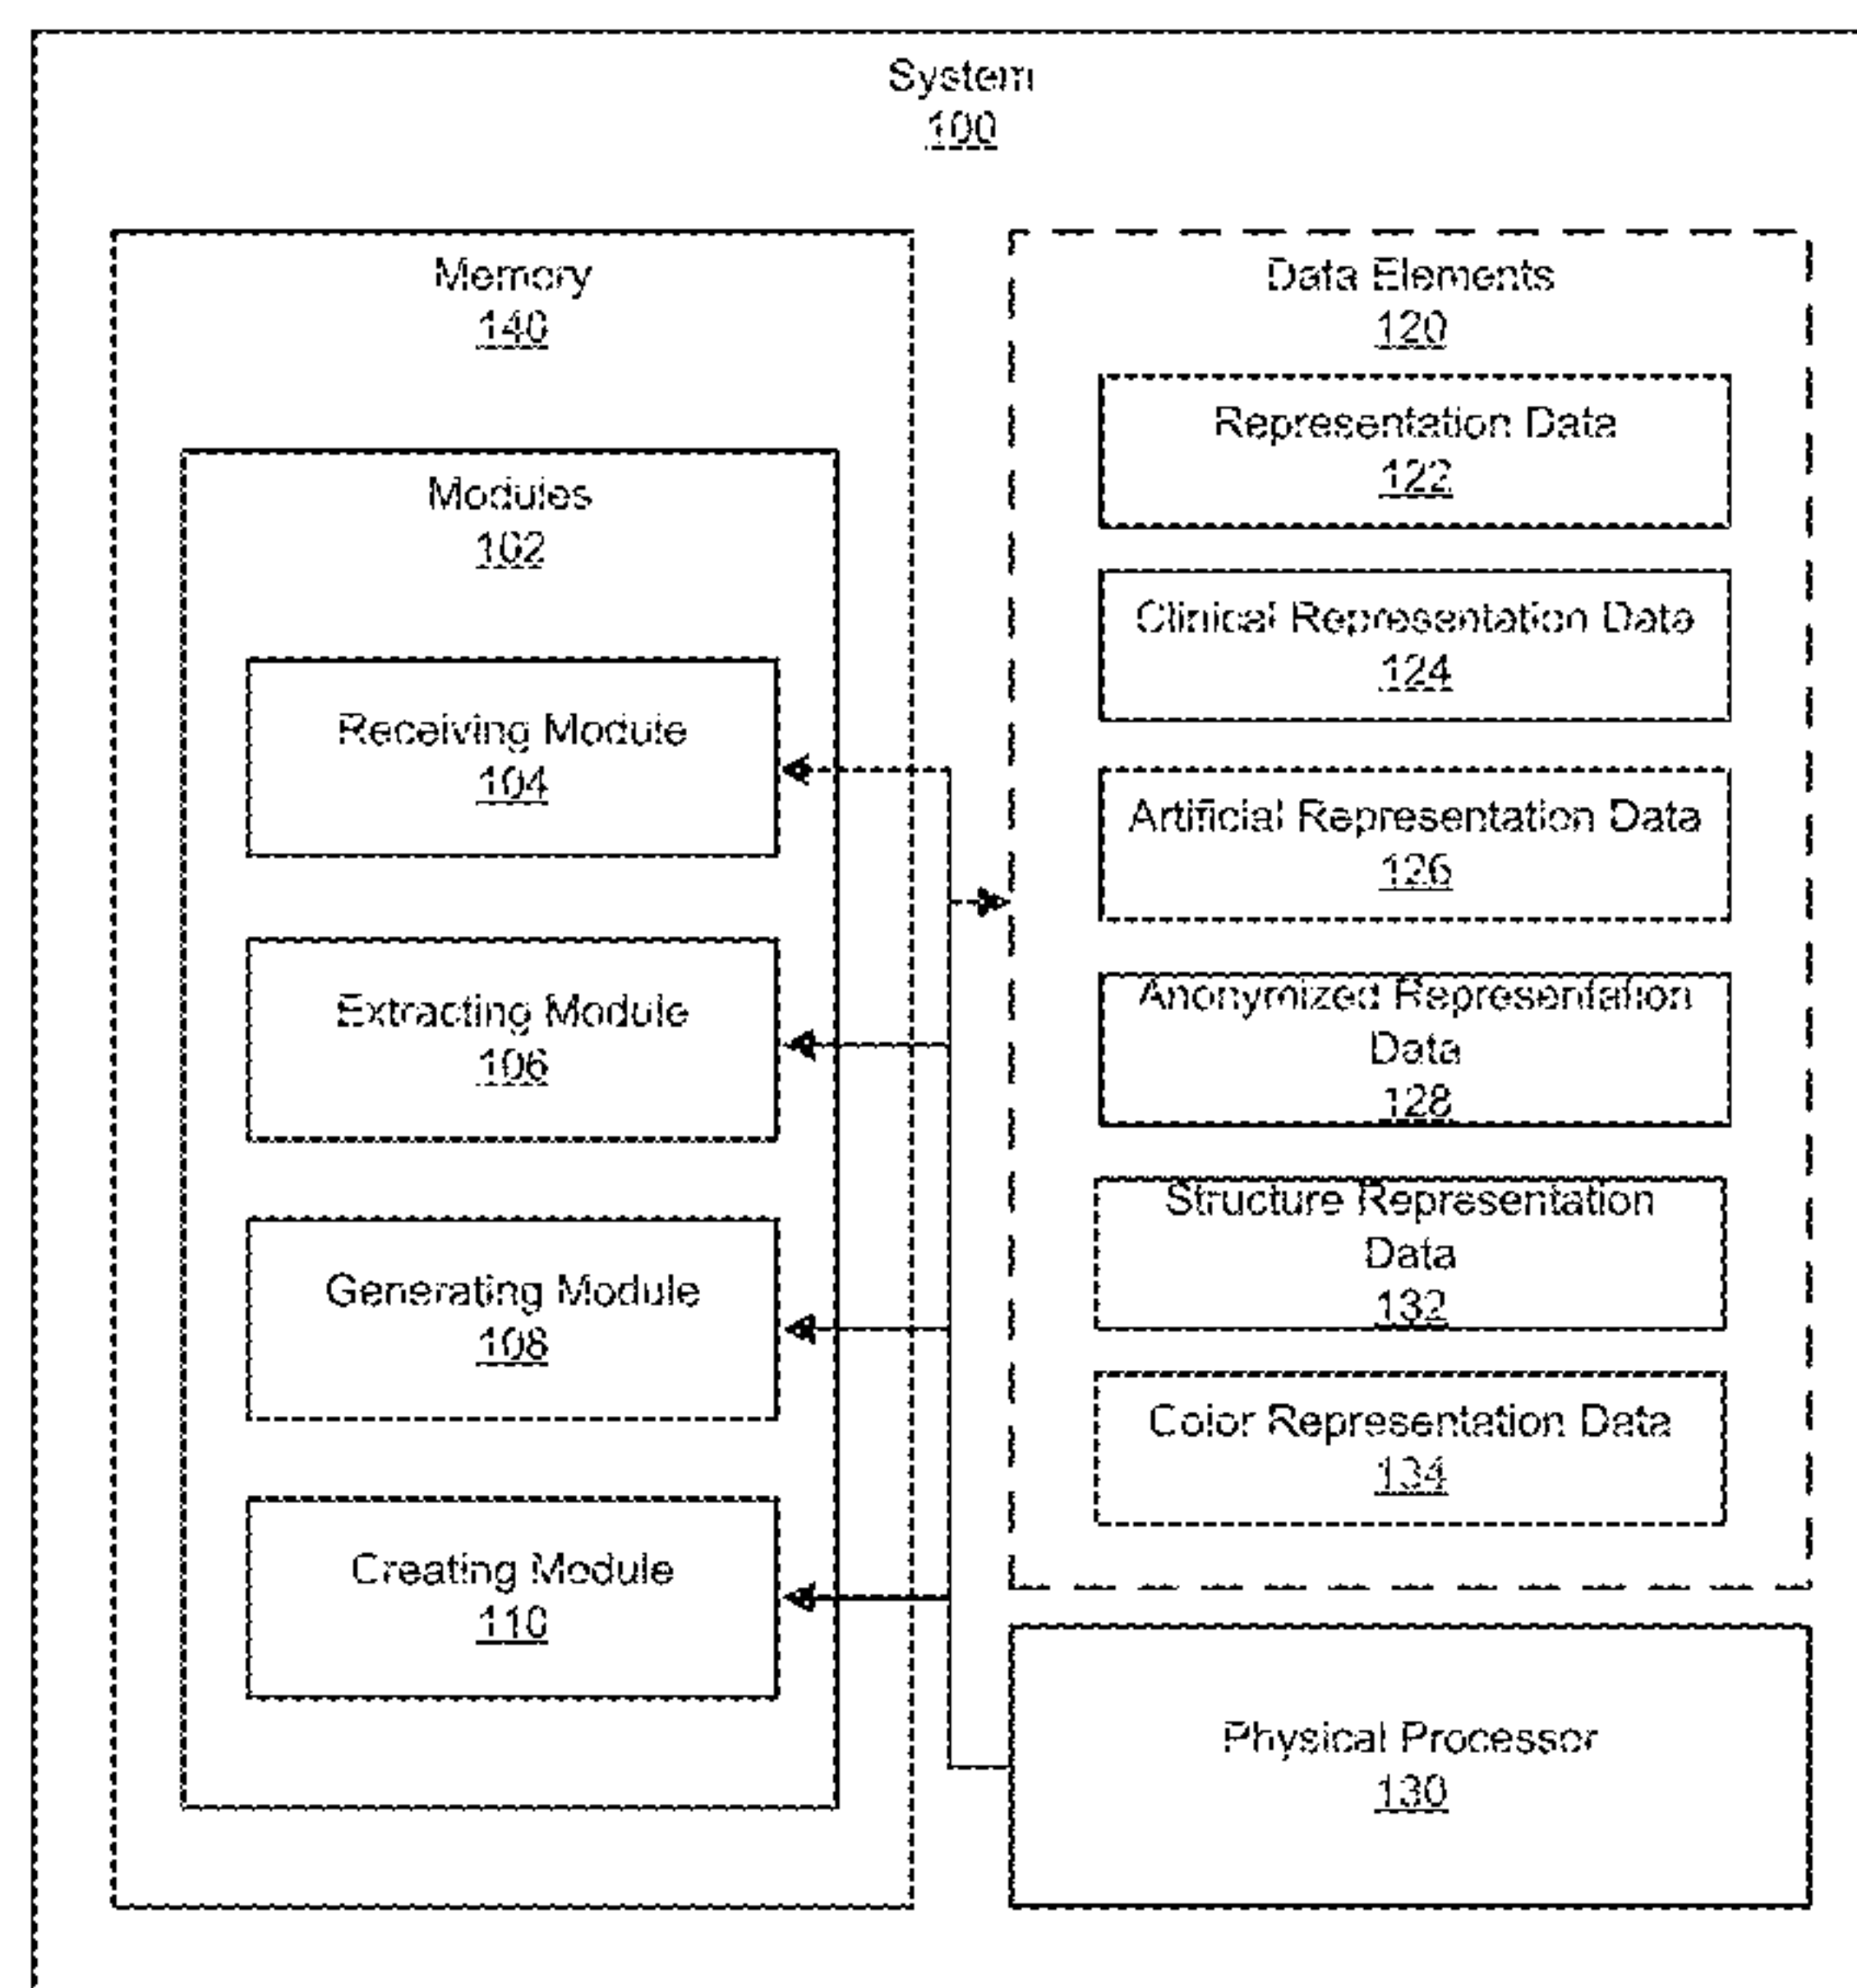 System
100
Memory
140
Modules
102
Receiving Module
104
Extracting Module
106
Generating Module
108
Creating Module
110
Data Elements
120
Representation Data
122
Clinical Representation Data
124
Artificial Representation Data
126
Anonymized Representation
Data
128
Structure Representation
Data
132
Color Representation Data
134
Physical Processor
130